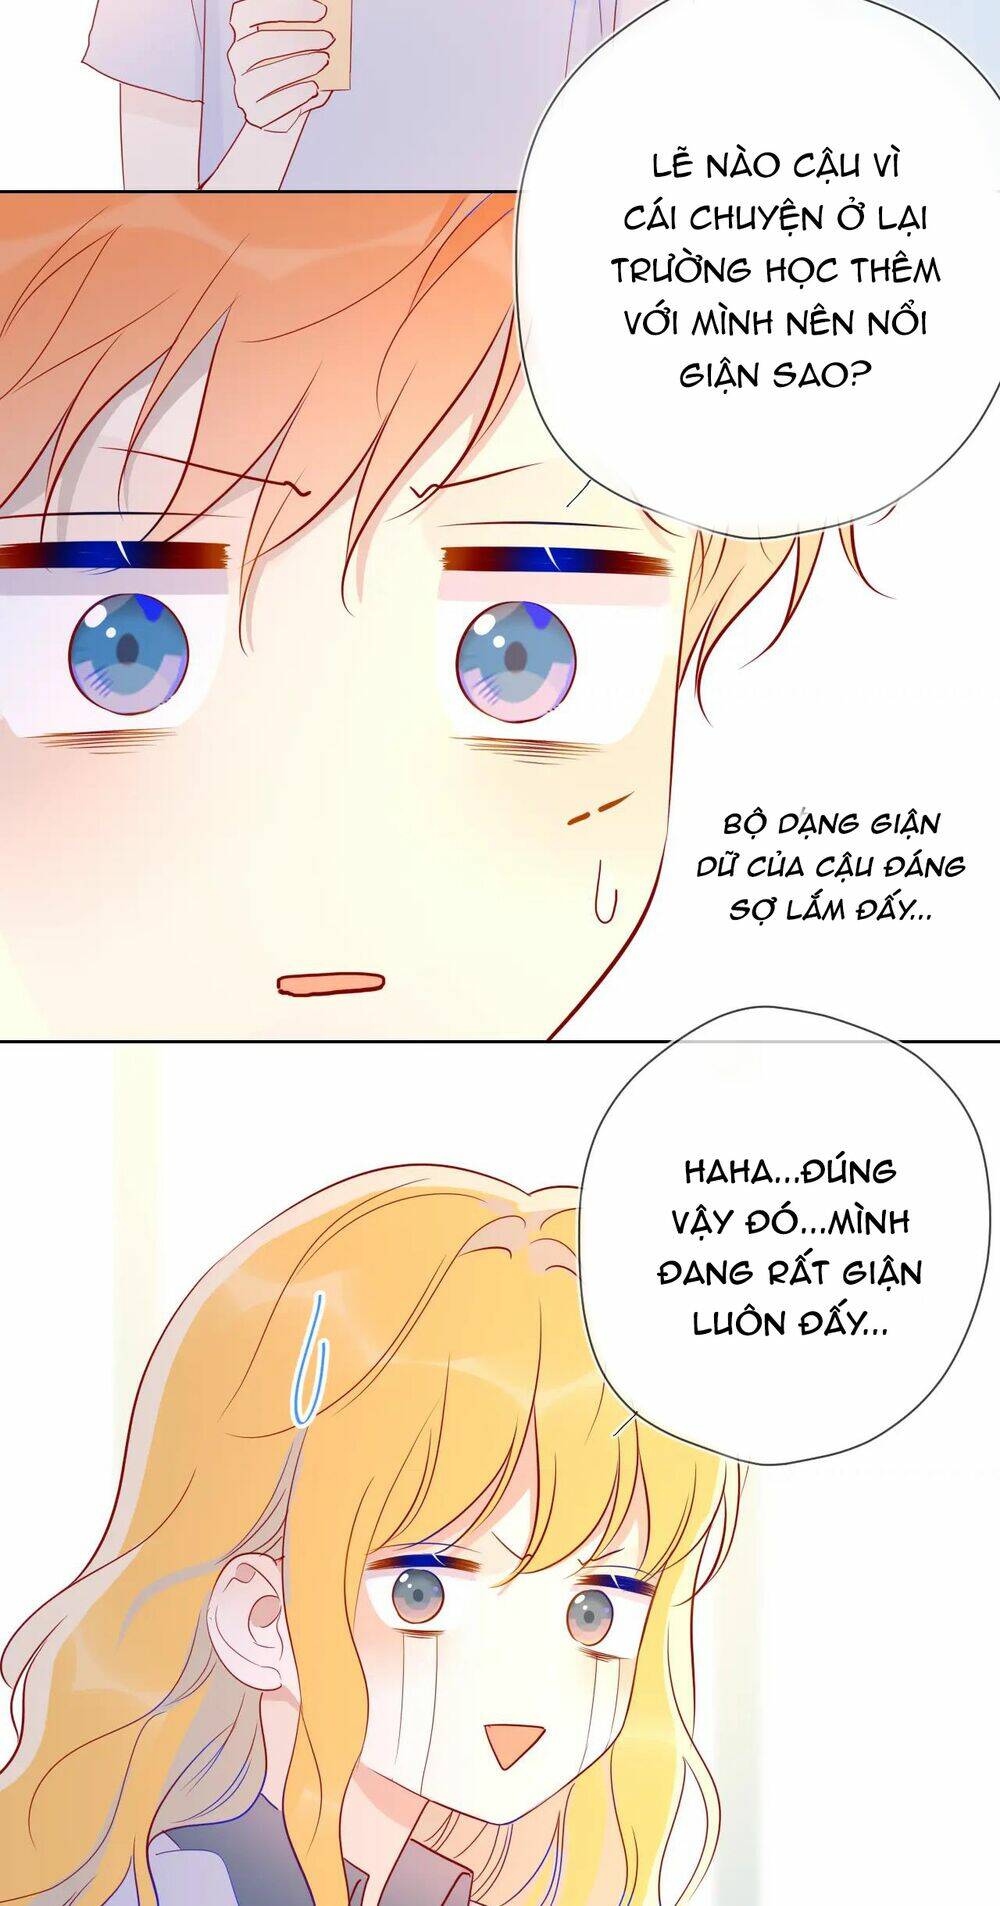 LẼ NÀO CẬU VÌ
CÁI CHUYỆN Ở LẠI
TRƯỜNG HỌC THÊM
VỚI MÌNH NÊN NỔI
GIẬN SAO?
BỘ DẠNG GIẬN
DỮ CỦA CẬU ĐÁNG
SỢ LẮM ĐẤY...
HAHA...ĐÚNG
VẬY ĐÓ...MÌNH
ĐANG RẤT GIẬN
LUÔN ĐẤY...